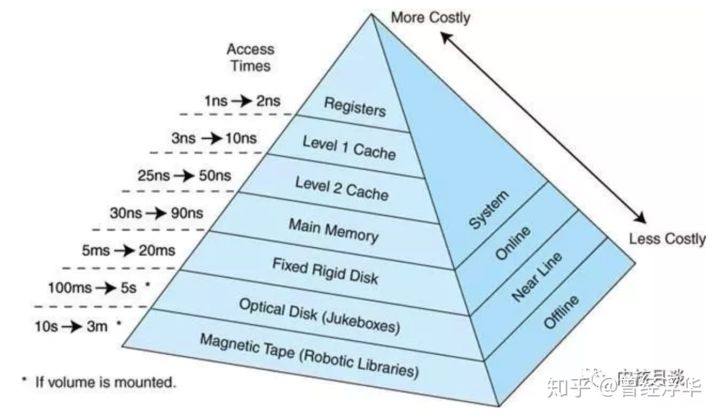 More Costly
Access
Times
1ns → 2ns
Registers
3ns → 10ns
Level 1 Cache
25ns → 50ns
Level 2 Cache
System
30ns → 90ns
Main Memory
Online
Less Costly
5ms → 20ms
Fixed Rigid Disk
Near Line
100ms → 5s *
Optical Disk (Jukeboxes)
Offline
10s → 3m *
Magnetic Tape (Robotic Libraries)
* If volume is mounted.
知乎 @曾经浮华